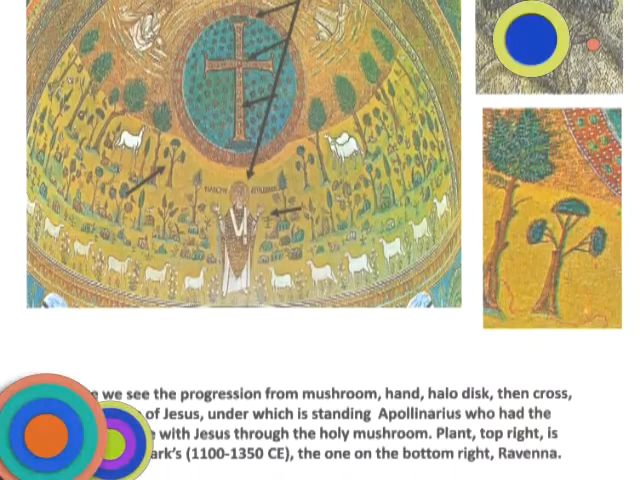 we see the progression from mushroom, hand, halo disk, then cross,
of Jesus, under which is standing Apollinarius who had the
with Jesus through the holy mushroom. Plant, top right, is
ark's (1100-1350 CE), the one on the bottom right, Ravenna.